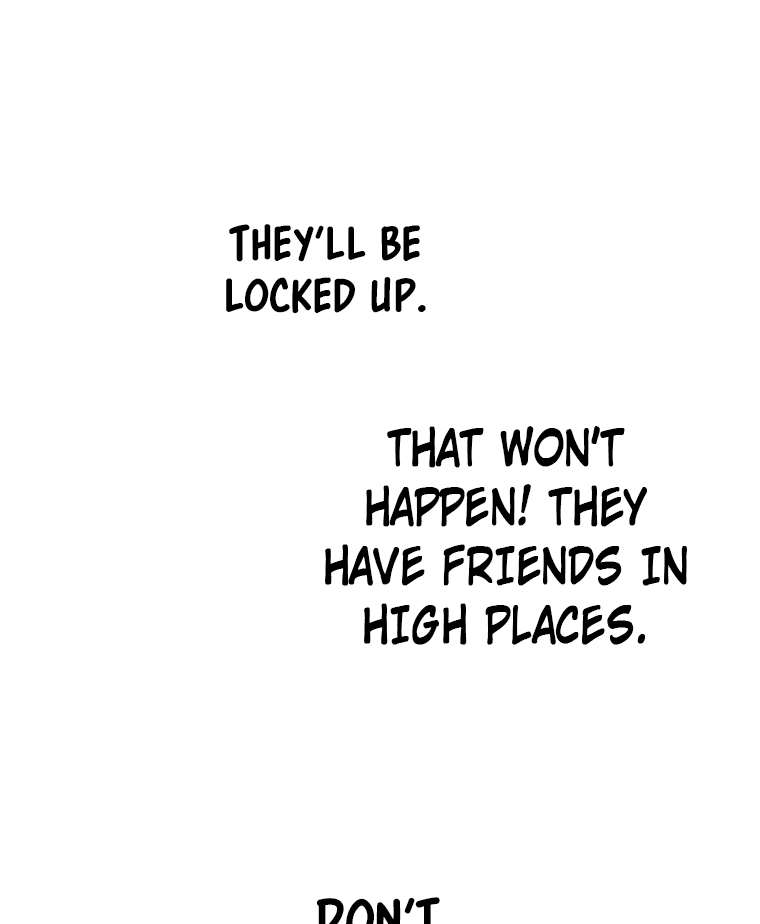 THEY'LL BE
LOCKED UP.
THAT WON'T
HAPPEN! THEY
HAVE FRIENDS IN
HIGH PLACES.
DON'T